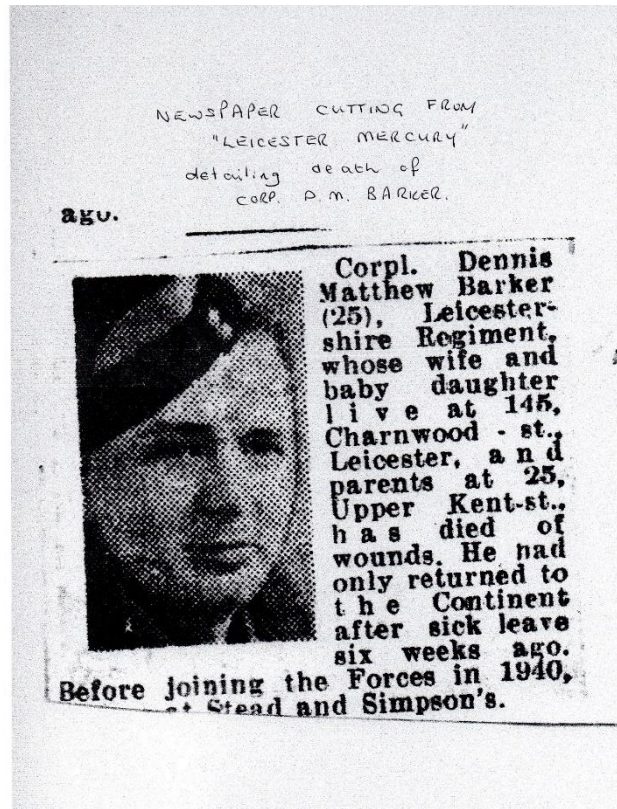 NEWSPAPER CUTTING FROM
"LEICESTER MERCURY"
detailing death of
CORP. D. M. BARKER.
ago.
Corpl. Dennis
Matthew Barker
(25), Leicester-
shire Regiment,
whose wife and
baby daughter
live at 145,
Charnwood - st.,
Leicester, and
parents at 25,
Upper Kent-st.,
has died of
wounds. He had
only returned to
the Continent
after sick leave
six weeks ago.
Before joining the Forces in 1940,
at Stead and Simpson's.